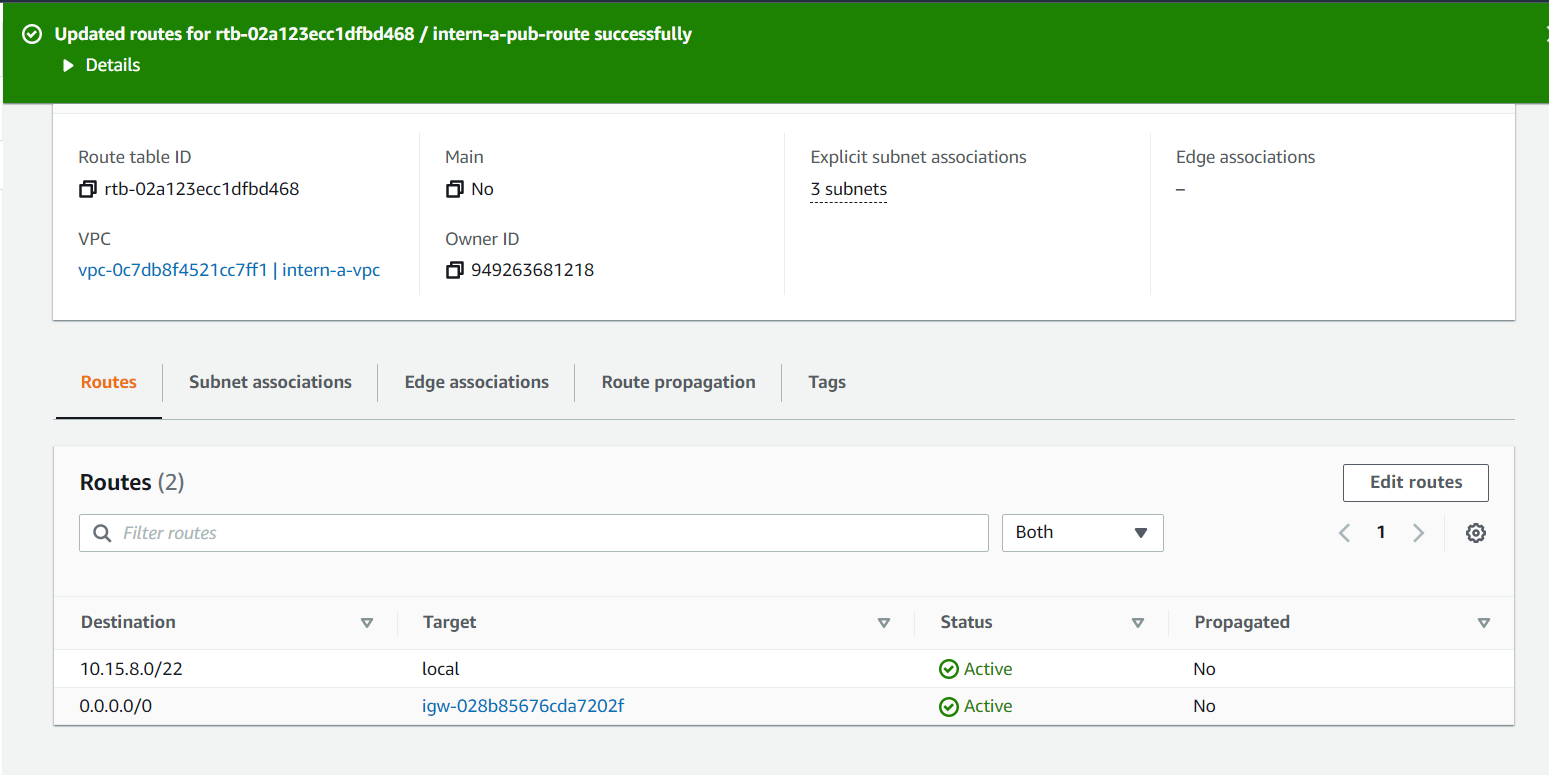 Updated routes for rtb-02a123ecc1dfbd468 / intern-a-pub-route successfully
Details
Route table ID
rtb-02a123ecc1dfbd468
Main
No
Explicit subnet associations
3 subnets
Edge associations
–
VPC
vpc-0c7db8f4521cc7ff1 | intern-a-vpc
Owner ID
949263681218
Routes Subnet associations Edge associations Route propagation Tags
Routes (2)
Edit routes
Filter routes
Both
1
Destination Target Status Propagated
10.15.8.0/22 local Active No
0.0.0.0/0 igw-028b85676cda7202f Active No